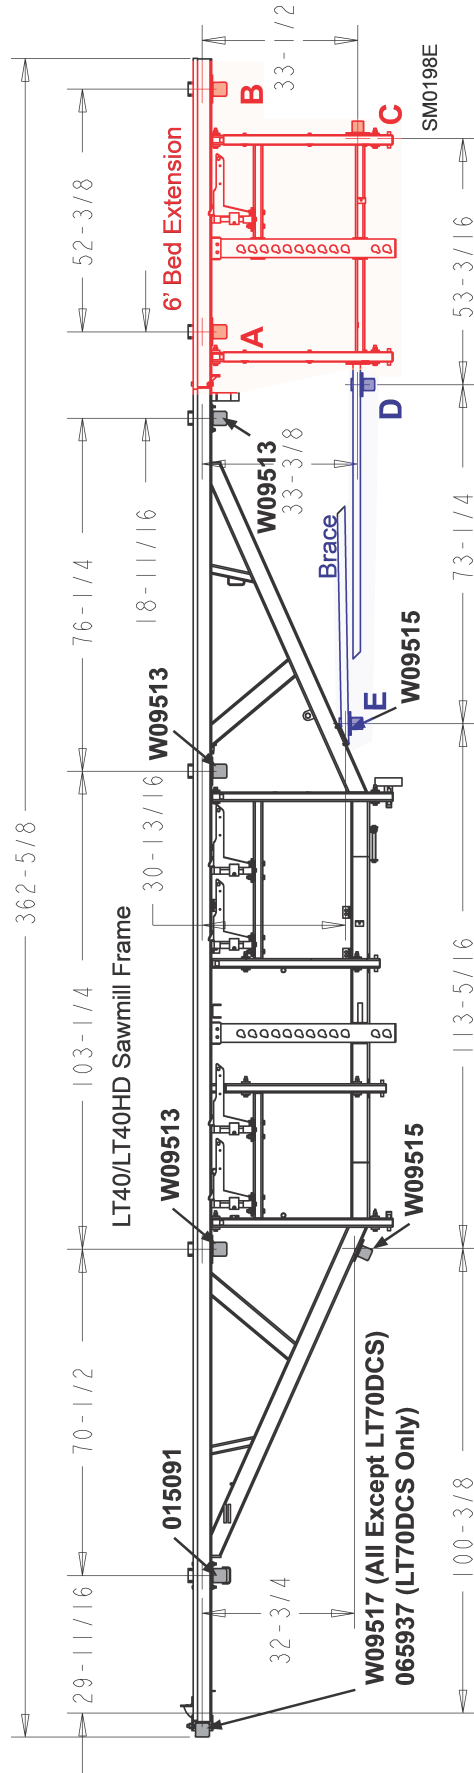 362-5/8
29-11/16
70-1/2
103-1/4
76-1/4
52-3/8
18-11/16
LT40/LT40HD Sawmill Frame
6' Bed Extension
015091
W09513
W09513
W09513
A
B
32-3/4
30-13/16
33-3/8
33-1/2
Brace
W09517 (All Except LT70DCS)
065937 (LT70DCS Only)
W09515
E
W09515
D
C
SM0198E
100-3/8
113-5/16
73-1/4
53-3/16